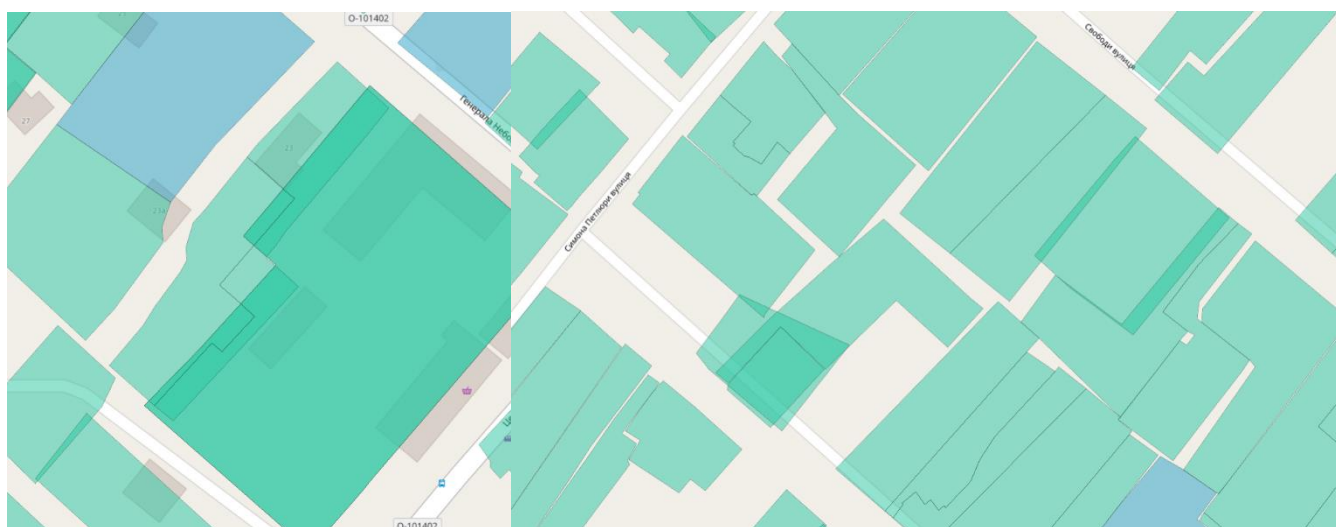 О-101402
Генерала Небо
27
23
23а
О-101402
Симона Петлюри вулиця
Свободи вулиця